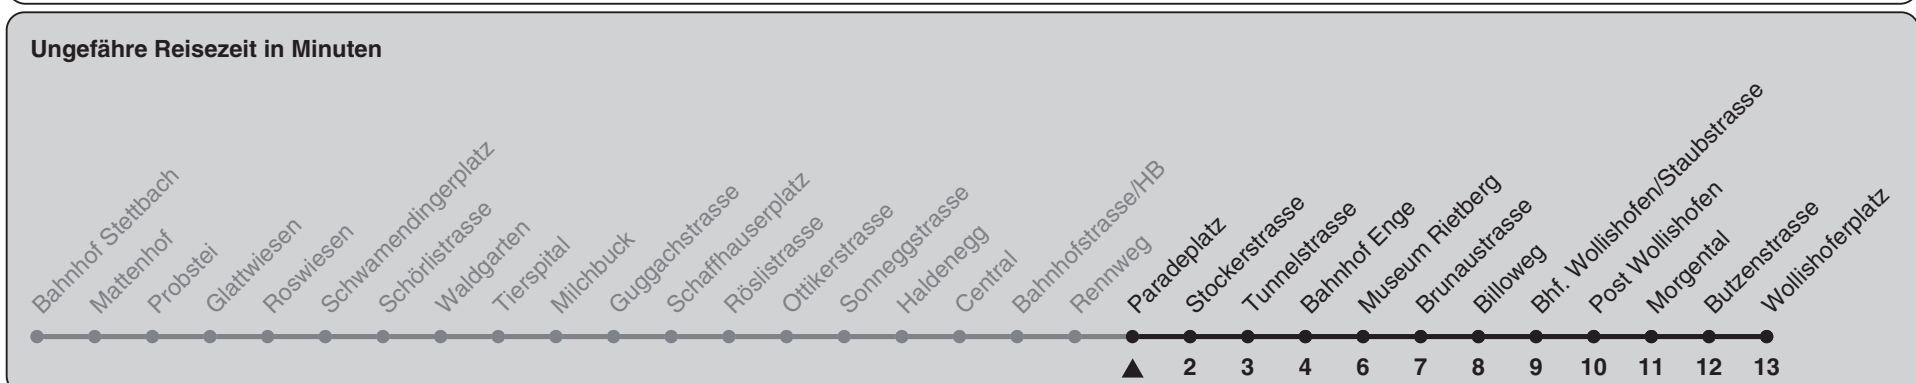 Ungefähre Reisezeit in Minuten
Bahnhof Stettbach
Mattenhof
Probstei
Glattwiesen
Roswiesen
Schwamendingerplatz
Schörlistrasse
Waldgarten
Tierspital
Milchbuck
Guggachstrasse
Schaffhauserplatz
Röslistrasse
Ottikerstrasse
Sonneggstrasse
Haldenegg
Central
Bahnhofstrasse/HB
Rennweg
Paradeplatz
Stockerstrasse
Tunnelstrasse
Bahnhof Enge
Museum Rietberg
Brunaustrasse
Billoweg
Bhf. Wollishofen/Staubstrasse
Post Wollishofen
Morgental
Butzenstrasse
Wollishoferplatz
2 3 4 6 7 8 9 10 11 12 13